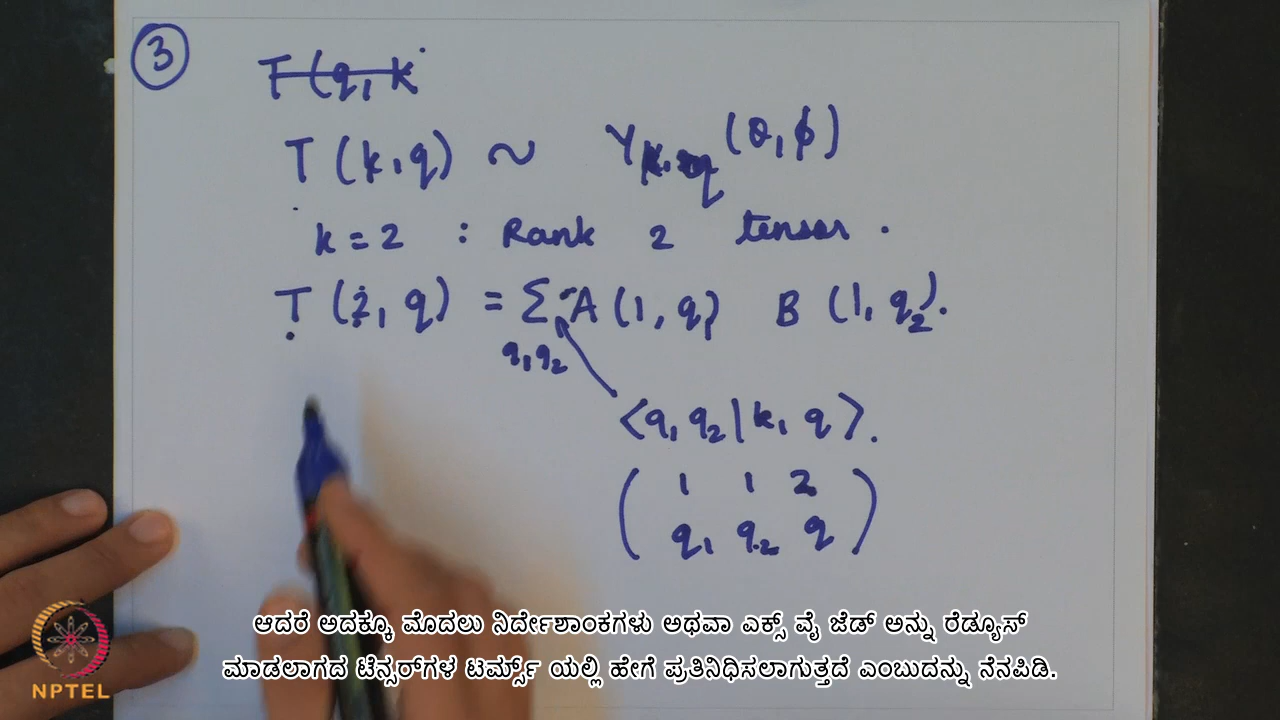 3
T(q, k
T(k, q) ~ Y k, q (θ, ϕ)
k = 2 : Rank 2 tensor .
T(2, q) = Σ A(1, q₁) B(1, q₂).
q₁q₂
<q₁ q₂|k, q>.
( 1 1 2
q₁ q₂ q )
ಆದರೆ ಅದಕ್ಕೂ ಮೊದಲು ನಿರ್ದೇಶಾಂಕಗಳು ಅಥವಾ ಎಕ್ಸ್ ವೈ ಜೆಡ್ ಅನ್ನು ರೆಡ್ಯೂಸ್
ಮಾಡಲಾಗದ ಟೆನ್ಸರ್‌ಗಳ ಟರ್ಮ್ಸ್ ಯಲ್ಲಿ ಹೇಗೆ ಪ್ರತಿನಿಧಿಸಲಾಗುತ್ತದೆ ಎಂಬುದನ್ನು ನೆನಪಿಡಿ.
NPTEL